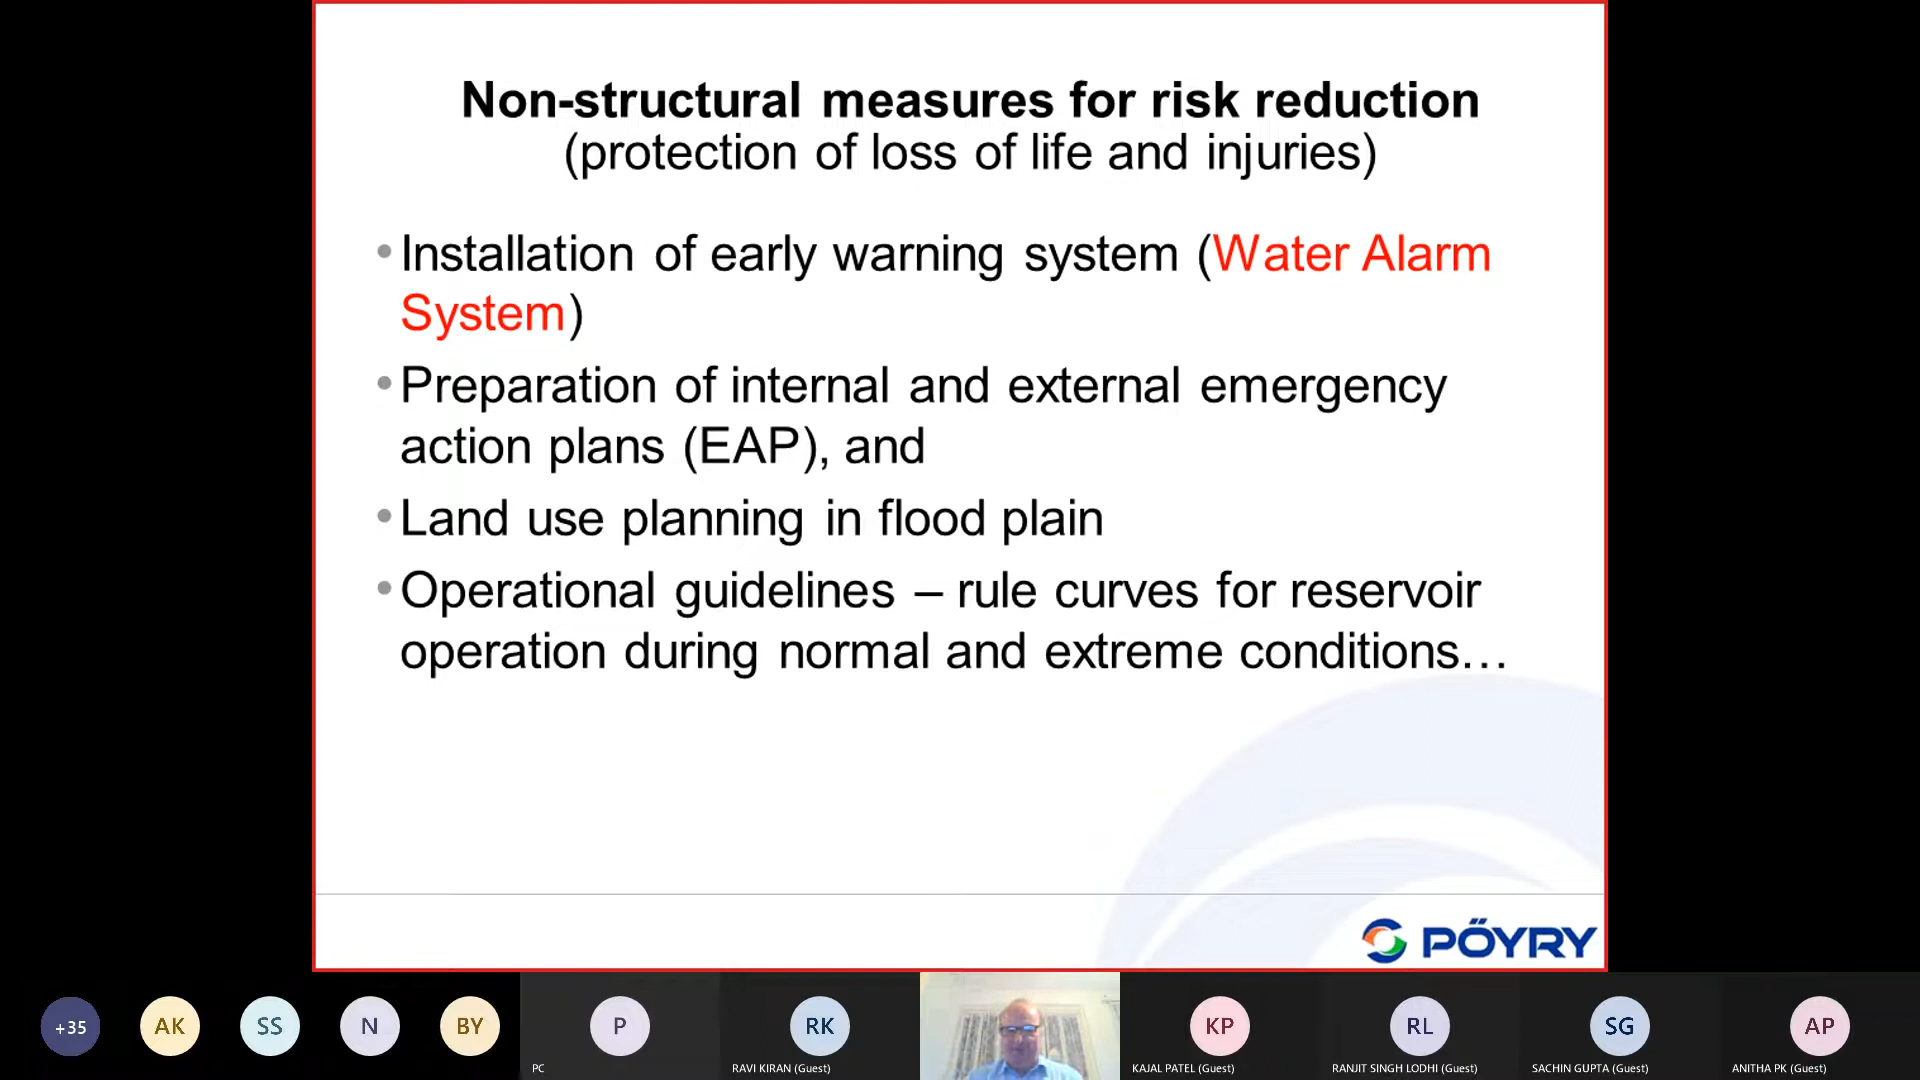 Non-structural measures for risk reduction
(protection of loss of life and injuries)
•Installation of early warning system (Water Alarm
System)
•Preparation of internal and external emergency
action plans (EAP), and
•Land use planning in flood plain
•Operational guidelines – rule curves for reservoir
operation during normal and extreme conditions…
PÖYRY
+35
AK
SS
N
BY
P
PC
RK
RAVI KIRAN (Guest)
KP
KAJAL PATEL (Guest)
RL
RANJIT SINGH LODHI (Guest)
SG
SACHIN GUPTA (Guest)
AP
ANITHA PK (Guest)